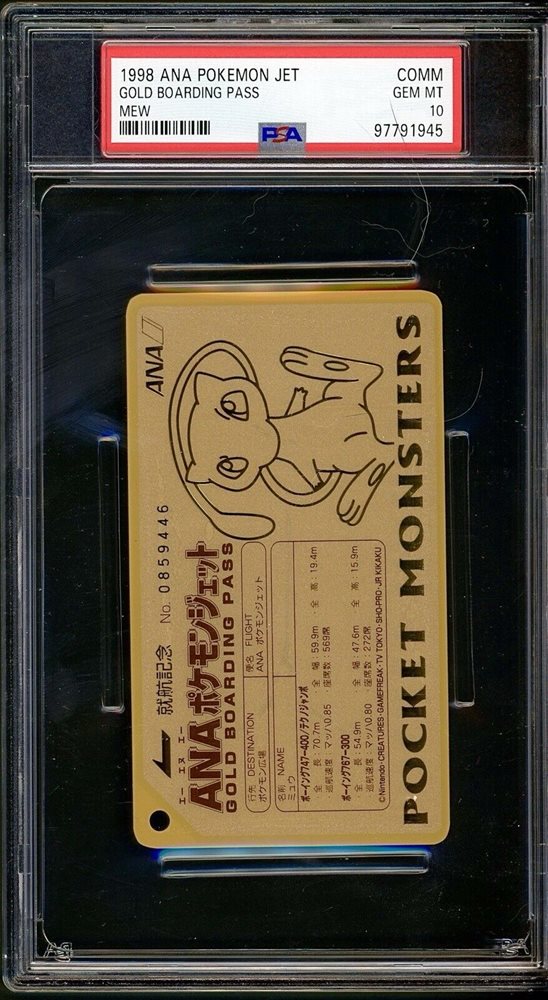 1998 ANA POKEMON JET COMM
GOLD BOARDING PASS GEM MT
MEW 10
PSA 97791945
ANA
就航記念 No. 0859446
エー エヌ エー
ANAポケモンジェット
GOLD BOARDING PASS
行先 DESTINATION 便名 FLIGHT
ポケモン広場 ANA ポケモンジェット
名前 NAME
ミュウ
ボーイング747-400/テクノジャンボ
全 長: 70.7m 全 幅: 59.9m 全 高: 19.4m
巡航速度: マッハ0.85 座席数: 569席
ボーイング767-300
全 長: 54.9m 全 幅: 47.6m 全 高: 15.9m
巡航速度: マッハ0.80 座席数: 272席
©Nintendo·CREATURES·GAMEFREAK·TV TOKYO·SHO-PRO·JR KIKAKU
POCKET MONSTERS